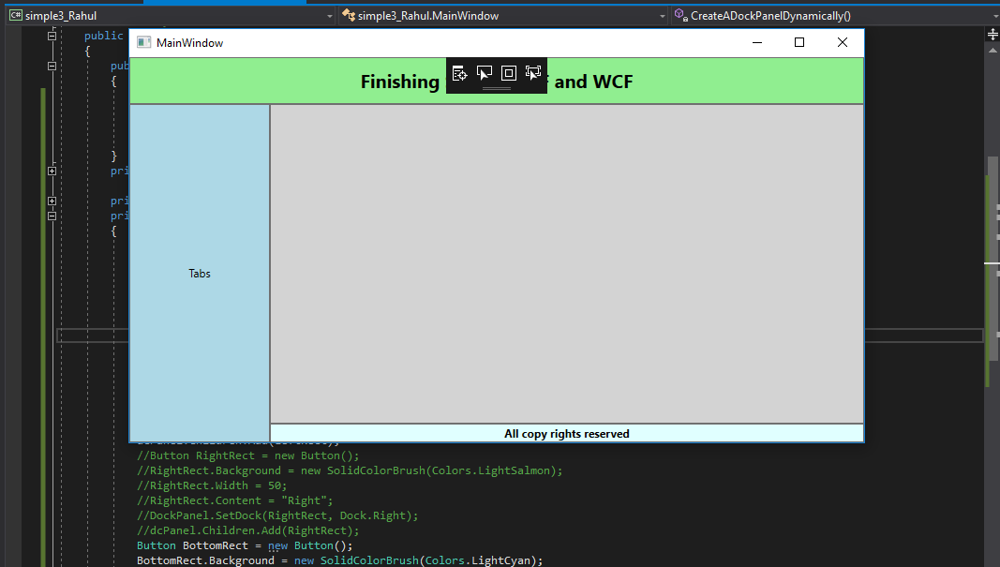 simple3_Rahul simple3_Rahul.MainWindow CreateADockPanelDynamically()
public
MainWindow
{
pub
{
Finishing and WCF
}
pri
pri
pri
{
Tabs
All copy rights reserved
//Button RightRect = new Button();
//RightRect.Background = new SolidColorBrush(Colors.LightSalmon);
//RightRect.Width = 50;
//RightRect.Content = "Right";
//DockPanel.SetDock(RightRect, Dock.Right);
//dcPanel.Children.Add(RightRect);
Button BottomRect = new Button();
BottomRect.Background = new SolidColorBrush(Colors.LightCyan);